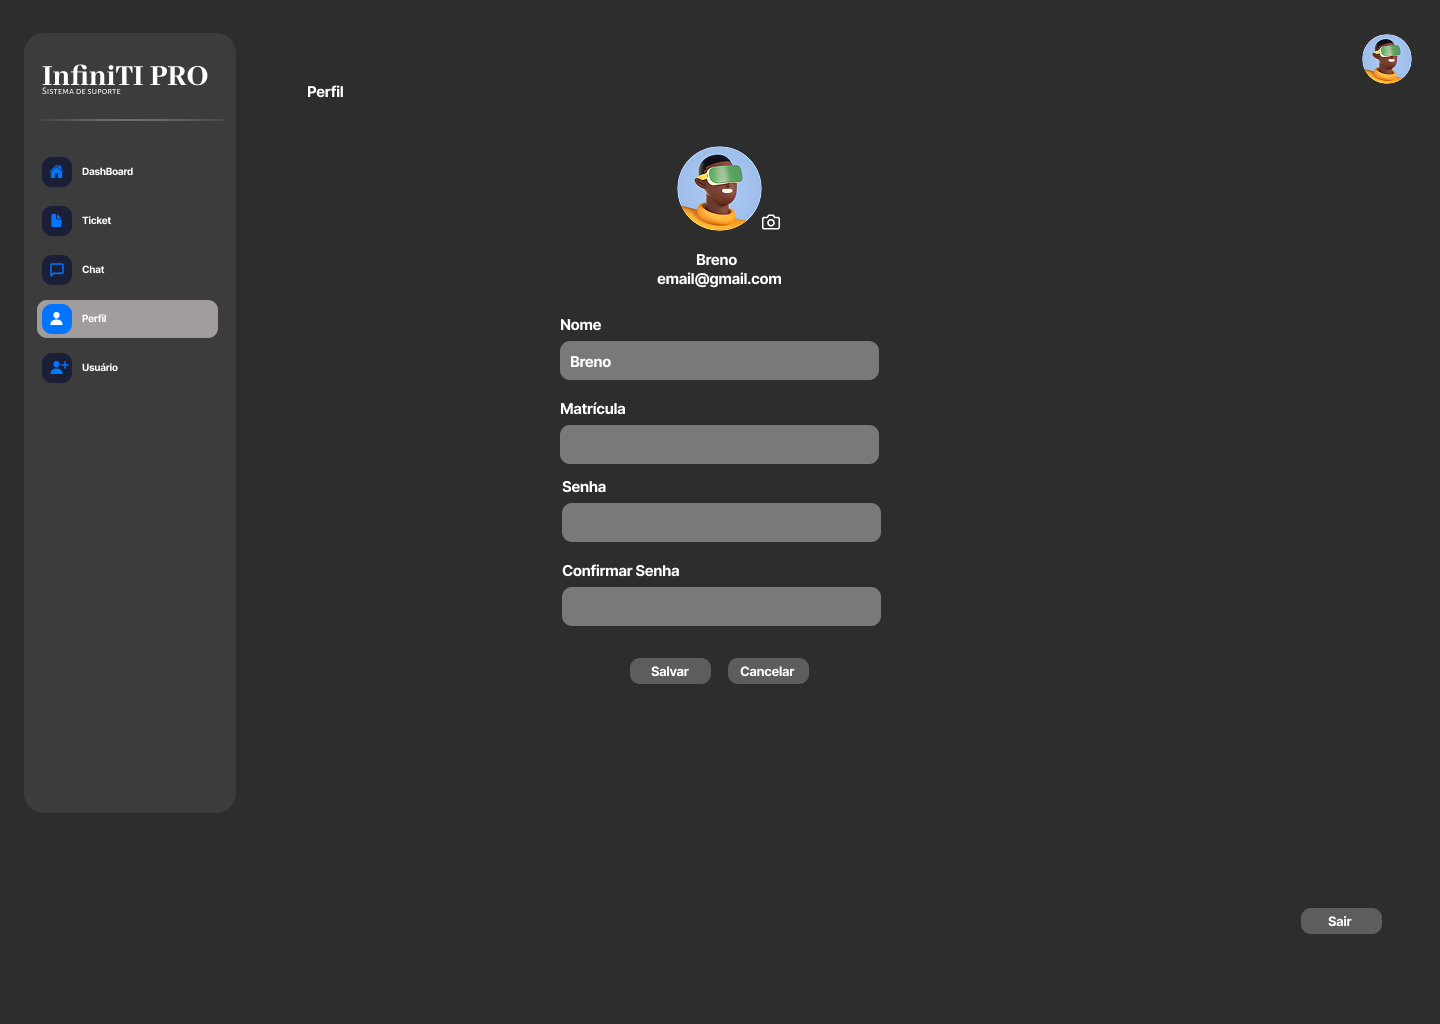 InfiniTI PRO
Sistema de suporte
DashBoard
Ticket
Chat
Perfil
Usuário
Perfil
Breno
email@gmail.com
Nome
Breno
Matrícula
Senha
Confirmar Senha
Salvar
Cancelar
Sair